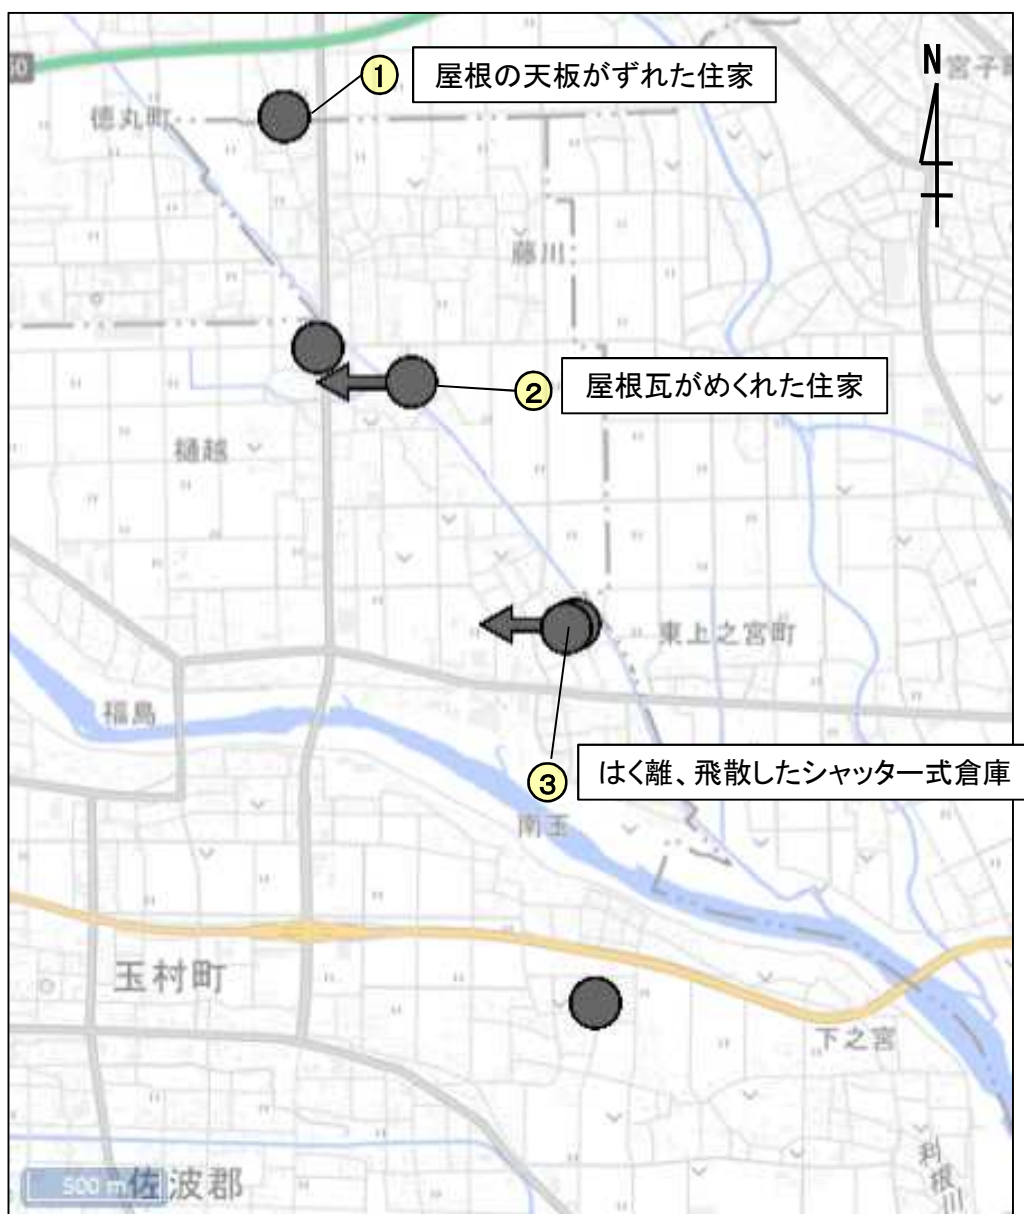 50
① 屋根の天板がずれた住家
N
徳丸町
藤川
② 屋根瓦がめくれた住家
樋越
東上之宮町
福島
③ はく離、飛散したシャッター式倉庫
南玉
玉村町
下之宮
利根川
500 m
佐波郡